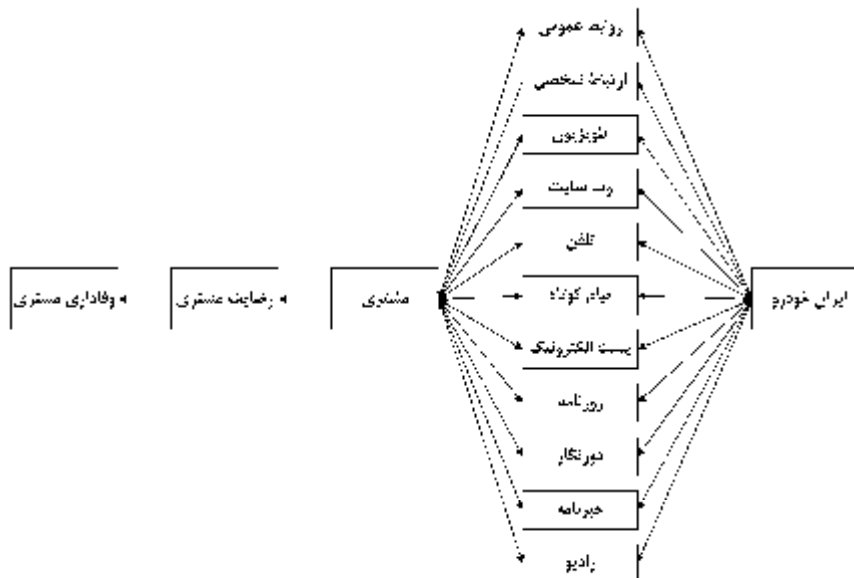 روابط عمومی
ارتباط شخصی
تلویزیون
وب سایت
تلفن
پیام کوتاه
پست الکترونیک
روزنامه
دورنگار
خبرنامه
رادیو
ایران خودرو
مشتری
رضایت مشتری
وفاداری مشتری